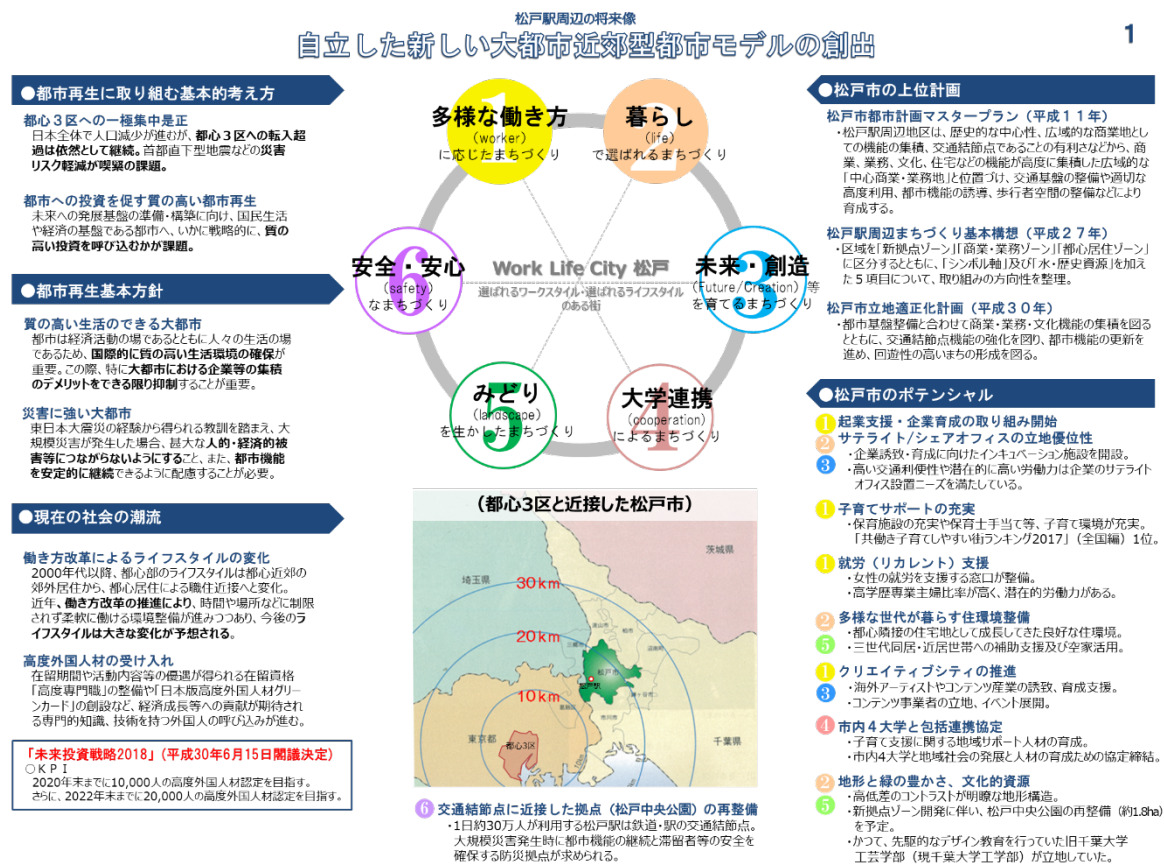 松戸駅周辺の将来像
自立した新しい大都市近郊型都市モデルの創出
1
●都市再生に取り組む基本的考え方
都心3区への一極集中是正
日本全体で人口減少が進むが、都心3区への転入超
過は依然として継続。首都直下型地震などの災害
リスク軽減が喫緊の課題。
都市への投資を促す質の高い都市再生
未来への発展基盤の準備・構築に向け、国民生活
や経済の基盤である都市へ、いかに戦略的に、質の
高い投資を呼び込むかが課題。
●都市再生基本方針
質の高い生活のできる大都市
都市は経済活動の場であるとともに人々の生活の場
であるため、国際的に質の高い生活環境の確保が
重要。この際、特に大都市における企業等の集積
のデメリットをできる限り抑制することが重要。
災害に強い大都市
東日本大震災の経験から得られる教訓を踏まえ、大
規模災害が発生した場合、甚大な人的・経済的被
害等につながらないようにすること、また、都市機能
を安定的に継続できるように配慮することが必要。
●現在の社会の潮流
働き方改革によるライフスタイルの変化
2000年代以降、都心部のライフスタイルは都心近郊の
郊外居住から、都心居住による職住近接へと変化。
近年、働き方改革の推進により、時間や場所などに制限
されず柔軟に働ける環境整備が進みつつあり、今後のラ
イフスタイルは大きな変化が予想される。
高度外国人材の受け入れ
在留期間や活動内容等の優遇が得られる在留資格
「高度専門職」の整備や「日本版高度外国人材グリー
ンカード」の創設など、経済成長等への貢献が期待され
る専門的知識、技術を持つ外国人の呼び込みが進む。
「未来投資戦略2018」(平成30年6月15日閣議決定)
○KPI
2020年末までに10,000人の高度外国人材認定を目指す。
さらに、2022年末までに20,000人の高度外国人材認定を目指す。
1
多様な働き方
(worker)
に応じたまちづくり
2
暮らし
(life)
で選ばれるまちづくり
6
安全・安心
(safety)
なまちづくり
Work Life City 松戸
選ばれるワークスタイル・選ばれるライフスタイル
のある街
3
未来・創造
(Future/Creation) 等
を育てるまちづくり
5
みどり
(landscape)
を生かしたまちづくり
4
大学連携
(cooperation)
によるまちづくり
(都心3区と近接した松戸市)
茨城県
埼玉県
30km
20km
10km
流山市
柏市
松戸市
松戸駅
市川市
東京都
都心3区
千葉県
6 交通結節点に近接した拠点(松戸中央公園)の再整備
・1日約30万人が利用する松戸駅は鉄道・駅の交通結節点。
大規模災害発生時に都市機能の継続と滞留者等の安全を
確保する防災拠点が求められる。
●松戸市の上位計画
松戸市都市計画マスタープラン(平成11年)
・松戸駅周辺地区は、歴史的な中心性、広域的な商業地とし
ての機能の集積、交通結節点であることの有利さなどから、商
業、業務、文化、住宅などの機能が高度に集積した広域的な
「中心商業・業務地」と位置づけ、交通基盤の整備や適切な
高度利用、都市機能の誘導、歩行者空間の整備などにより
育成する。
松戸駅周辺まちづくり基本構想(平成27年)
・区域を「新拠点ゾーン」「商業・業務ゾーン」「都心居住ゾーン」
に区分するとともに、「シンボル軸」及び「水・歴史資源」を加え
た5項目について、取り組みの方向性を整理。
松戸市立地適正化計画(平成30年)
・都市基盤整備と合わせて商業・業務・文化機能の集積を図る
とともに、交通結節点機能の強化を図り、都市機能の更新を
進め、回遊性の高いまちの形成を図る。
●松戸市のポテンシャル
1 起業支援・企業育成の取り組み開始
2 サテライト/シェアオフィスの立地優位性
・企業誘致・育成に向けたインキュベーション施設を開設。
3 ・高い交通利便性や潜在的に高い労働力は企業のサテライト
オフィス設置ニーズを満たしている。
1 子育てサポートの充実
・保育施設の充実や保育士手当て等、子育て環境が充実。
「共働き子育てしやすい街ランキング2017」(全国編)1位。
1 就労(リカレント)支援
・女性の就労を支援する窓口が整備。
・高学歴専業主婦比率が高く、潜在的労働力がある。
2 多様な世代が暮らす住環境整備
・都心隣接の住宅地として成長してきた良好な住環境。
5 ・三世代同居・近居世帯への補助支援及び空家活用。
1 クリエイティブシティの推進
3 ・海外アーティストやコンテンツ産業の誘致、育成支援。
・コンテンツ事業者の立地、イベント展開。
4 市内4大学と包括連携協定
・子育て支援に関する地域サポート人材の育成。
・市内4大学と地域社会の発展と人材の育成ための協定締結。
2 地形と緑の豊かさ、文化的資源
・高低差のコントラストが明瞭な地形構造。
5 ・新拠点ゾーン開発に伴い、松戸中央公園の再整備(約1.8ha)
を予定。
・かつて、先駆的なデザイン教育を行っていた旧千葉大学
工芸学部(現千葉大学工学部)が立地していた。